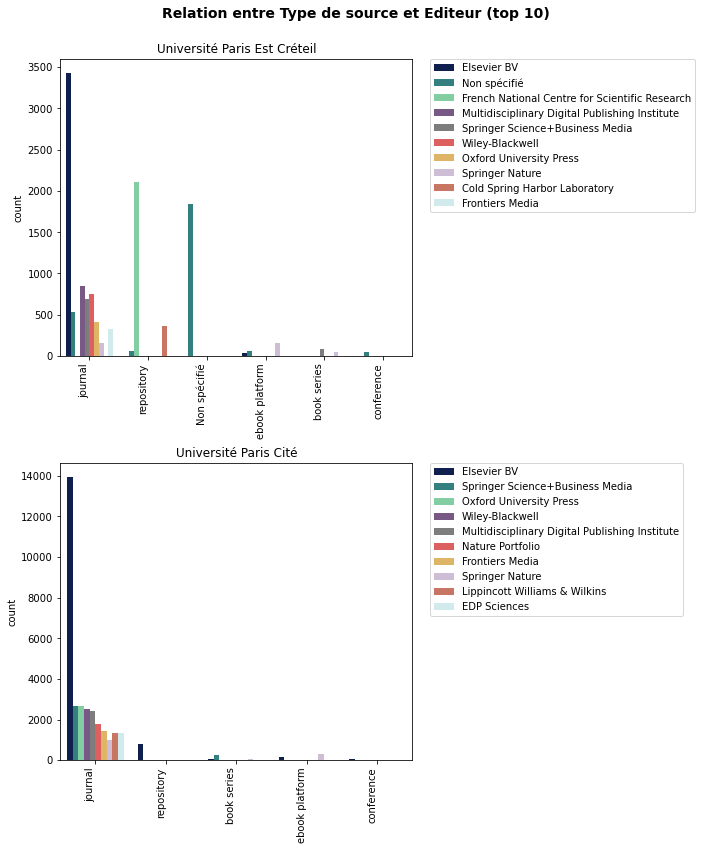 Relation entre Type de source et Editeur (top 10)
Université Paris Est Créteil
Elsevier BV
Non spécifié
French National Centre for Scientific Research
Multidisciplinary Digital Publishing Institute
Springer Science+Business Media
Wiley-Blackwell
Oxford University Press
Springer Nature
Cold Spring Harbor Laboratory
Frontiers Media
3500
3000
2500
2000
1500
1000
500
0
count
journal
repository
Non spécifié
ebook platform
book series
conference
Université Paris Cité
Elsevier BV
Springer Science+Business Media
Oxford University Press
Wiley-Blackwell
Multidisciplinary Digital Publishing Institute
Nature Portfolio
Frontiers Media
Springer Nature
Lippincott Williams & Wilkins
EDP Sciences
14000
12000
10000
8000
6000
4000
2000
0
count
journal
repository
book series
ebook platform
conference